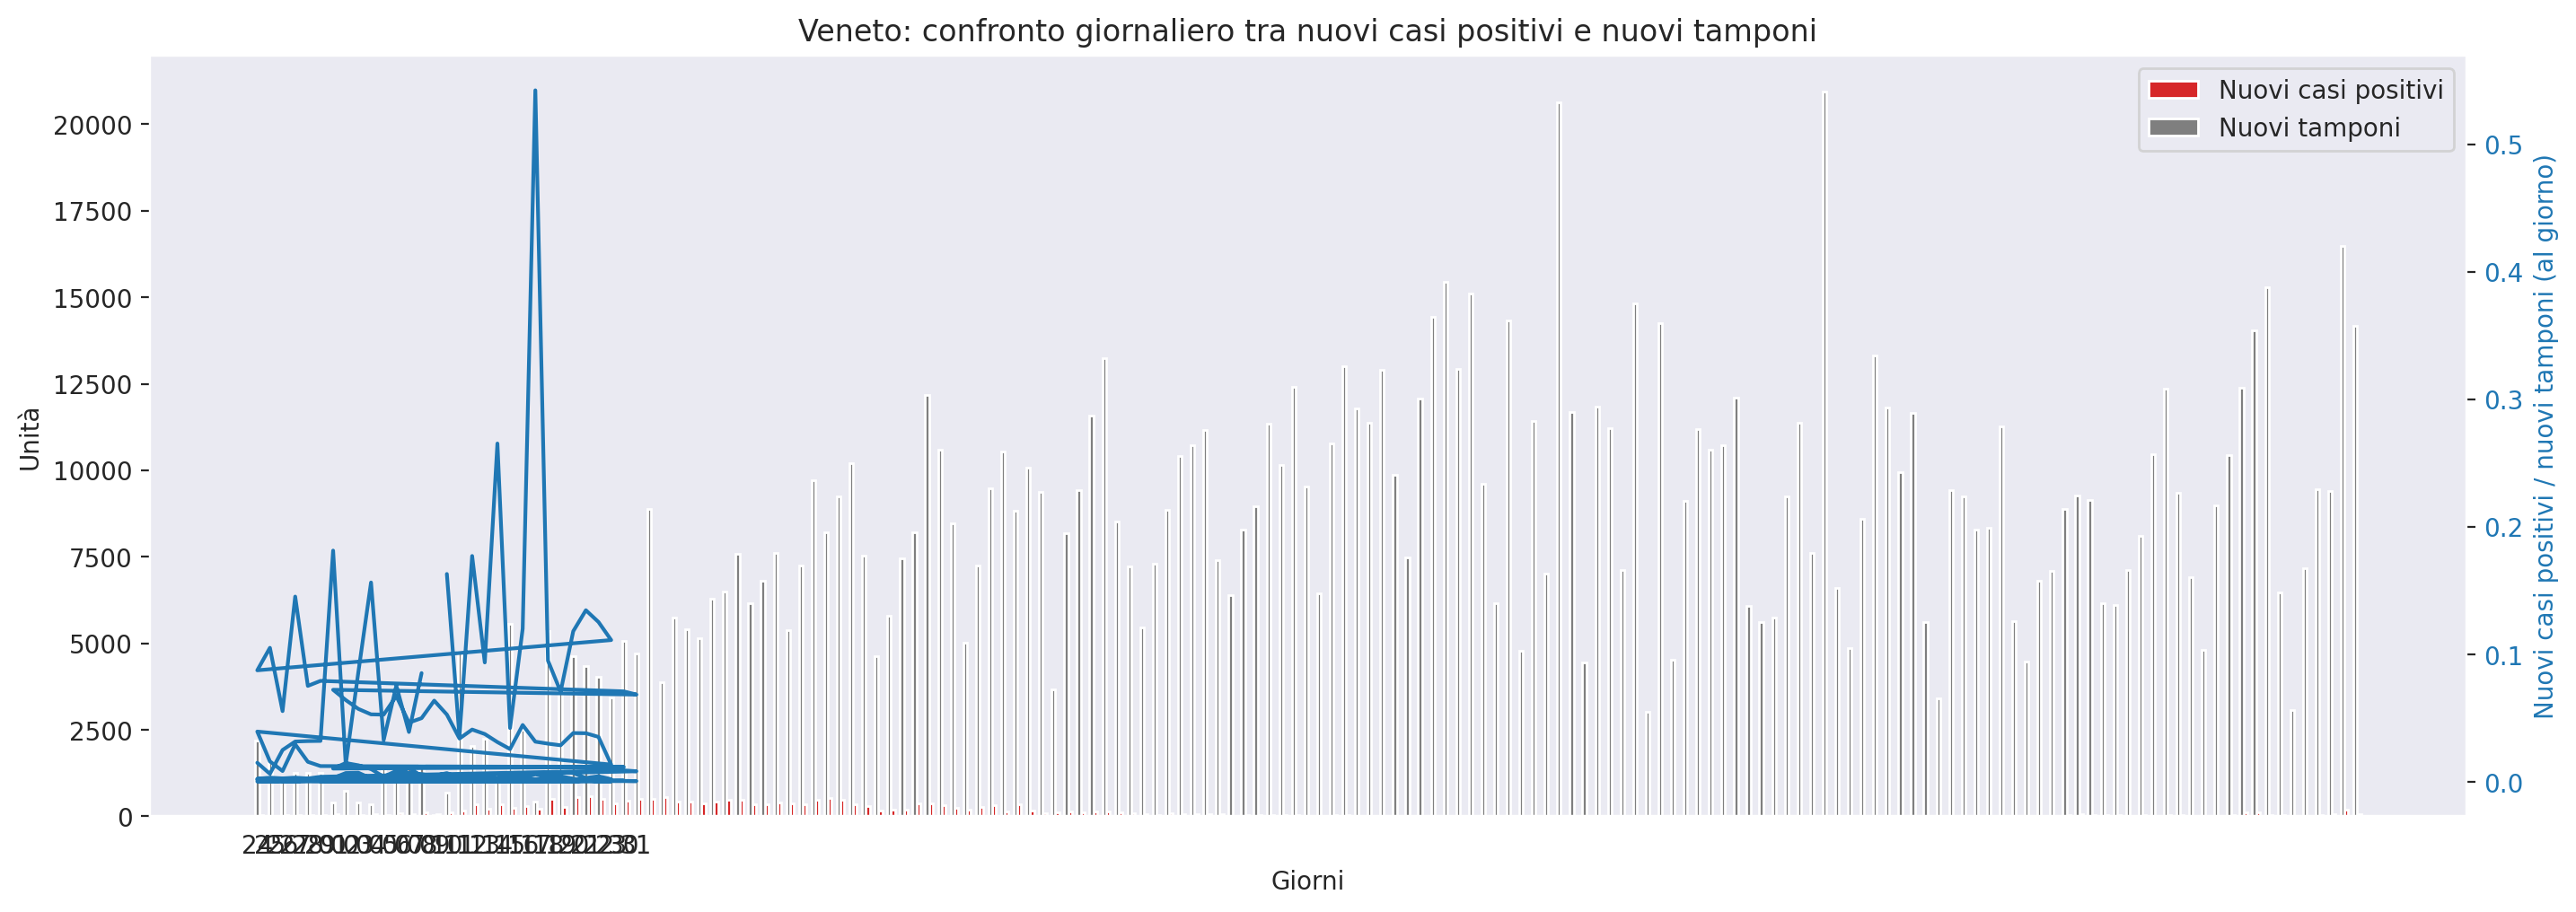 Veneto: confronto giornaliero tra nuovi casi positivi e nuovi tamponi
Nuovi casi positivi
Nuovi tamponi
20000
17500
15000
12500
10000
7500
5000
2500
0
Unità
0.5
0.4
0.3
0.2
0.1
0.0
Nuovi casi positivi / nuovi tamponi (al giorno)
Giorni